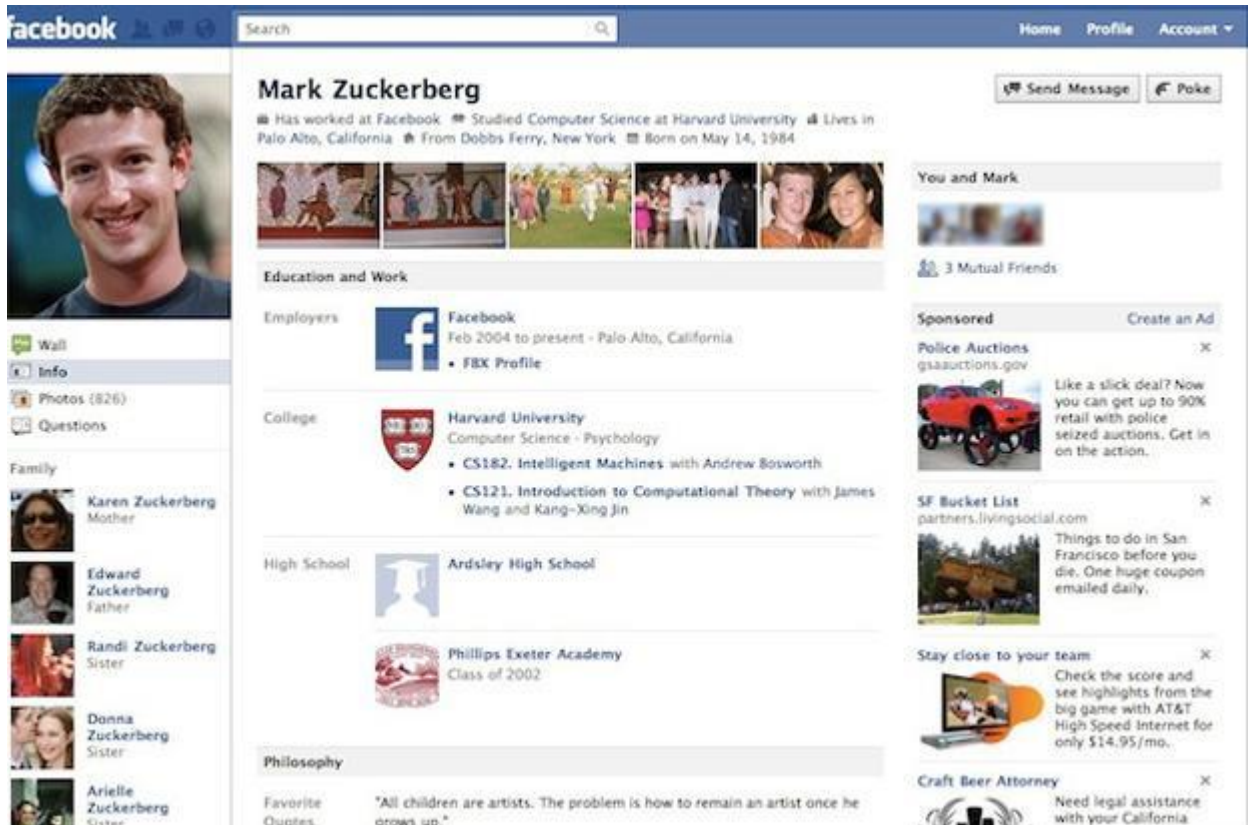 facebook
Search
Home Profile Account
Mark Zuckerberg
Send Message
Poke
Has worked at Facebook Studied Computer Science at Harvard University Lives in
Palo Alto, California From Dobbs Ferry, New York Born on May 14, 1984
Wall
Info
Photos (826)
Questions
Family
Karen Zuckerberg
Mother
Edward
Zuckerberg
Father
Randi Zuckerberg
Sister
Donna
Zuckerberg
Sister
Arielle
Zuckerberg
Sister
Education and Work
Employers
Facebook
Feb 2004 to present - Palo Alto, California
• F8X Profile
College
Harvard University
Computer Science · Psychology
• CS182. Intelligent Machines with Andrew Bosworth
• CS121. Introduction to Computational Theory with James
Wang and Kang-Xing Jin
High School
Ardsley High School
Phillips Exeter Academy
Class of 2002
Philosophy
Favorite
Quotes
"All children are artists. The problem is how to remain an artist once he
grows up."
You and Mark
3 Mutual Friends
Sponsored
Create an Ad
Police Auctions
gsaauctions.gov
Like a slick deal? Now
you can get up to 90%
retail with police
seized auctions. Get in
on the action.
SF Bucket List
partners.livingsocial.com
Things to do in San
Francisco before you
die. One huge coupon
emailed daily.
Stay close to your team
Check the score and
see highlights from the
big game with AT&T
High Speed Internet for
only $14.95/mo.
Craft Beer Attorney
Need legal assistance
with your California